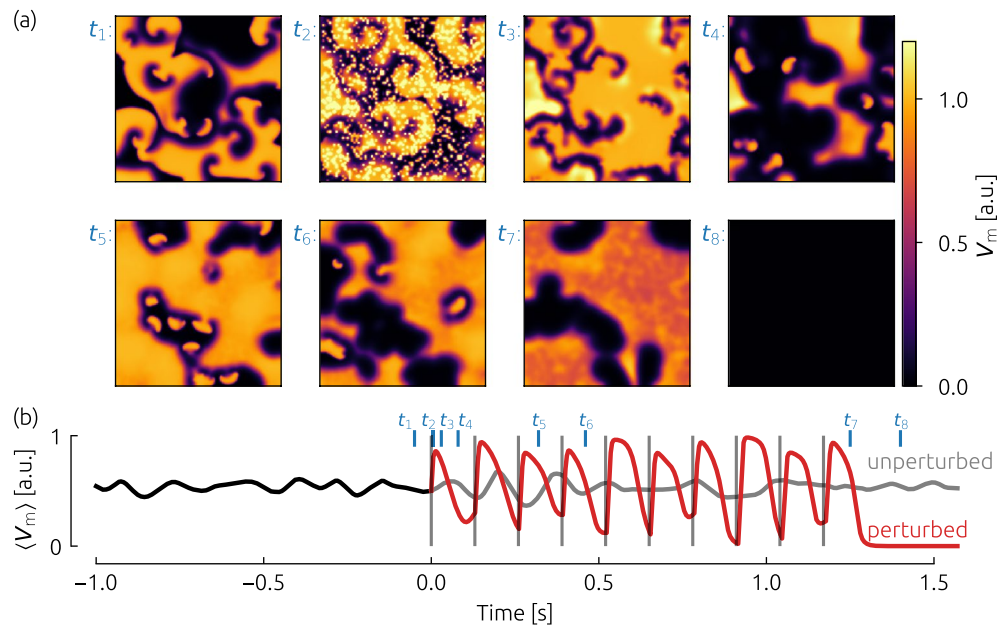 (a)
t1: t2: t3: t4:
1.0
0.5
0.0
Vm [a.u.]
t5: t6: t7: t8:
(b)
t1 t2 t3 t4 t5 t6 t7 t8
1
0
⟨Vm⟩ [a.u.]
unperturbed
perturbed
−1.0 −0.5 0.0 0.5 1.0 1.5
Time [s]